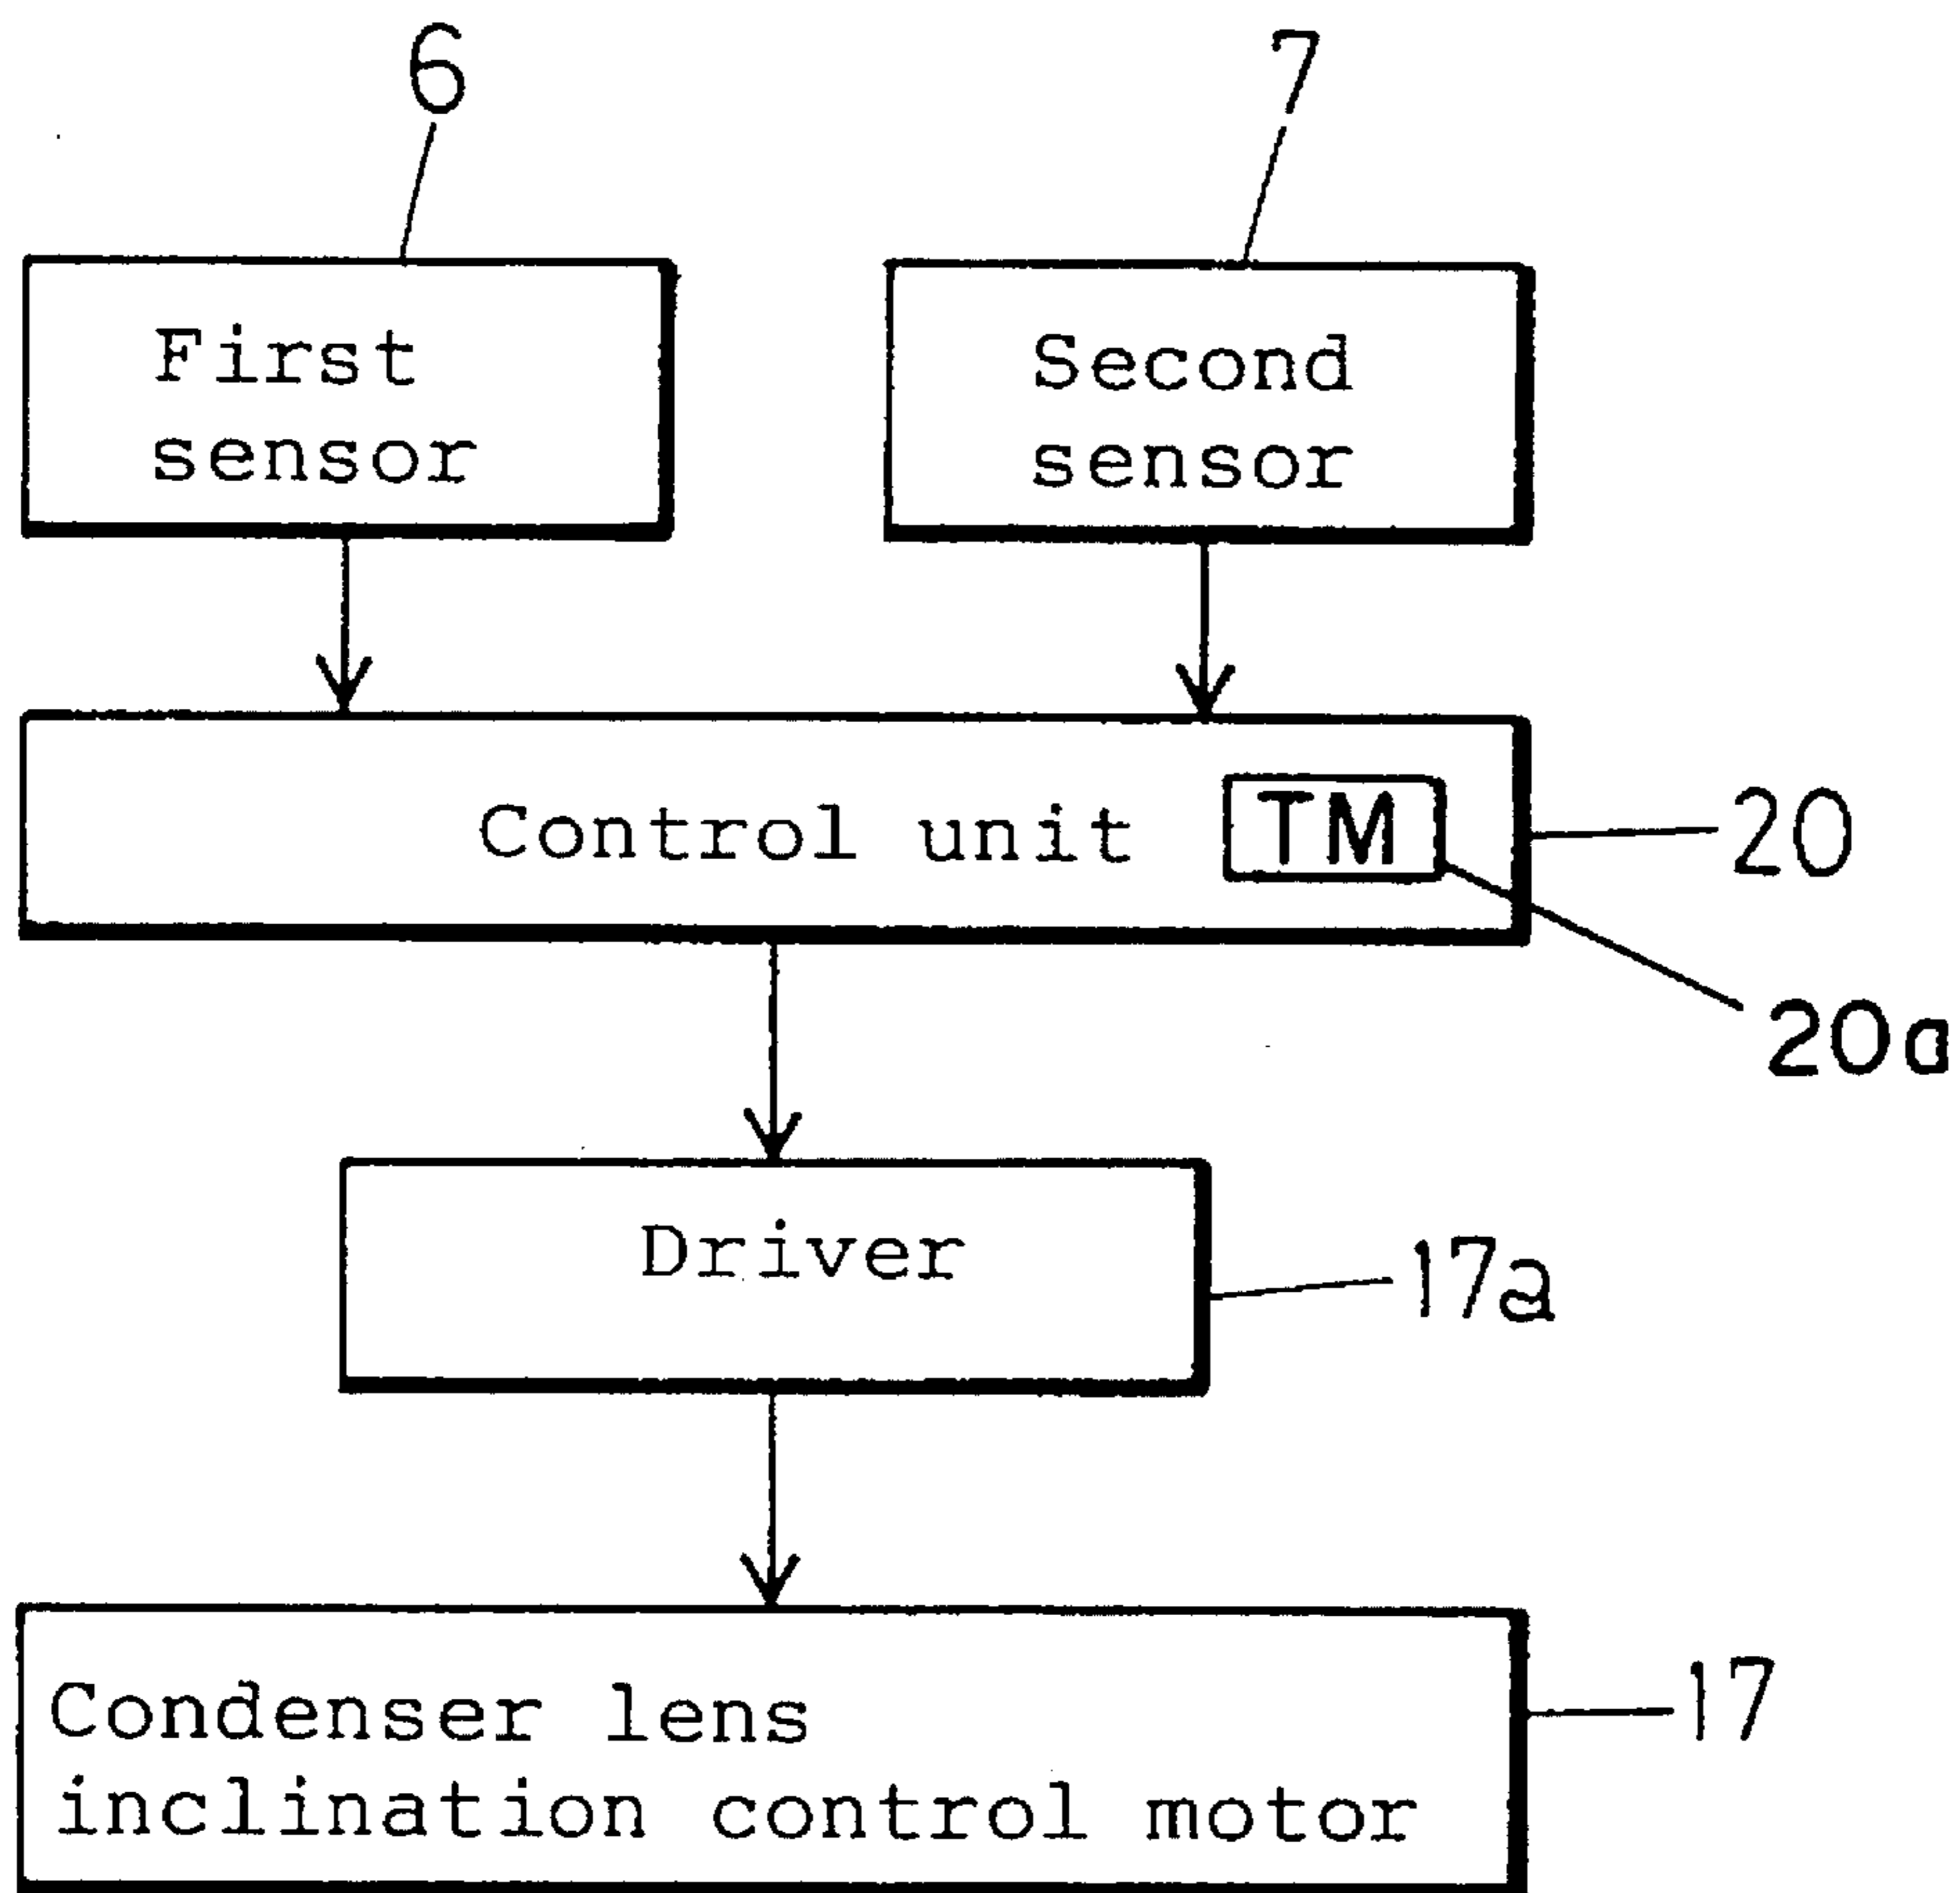 6
7
First
sensor
Second
sensor
Control unit
TM
20
20a
Driver
17a
Condenser lens
inclination control motor
17